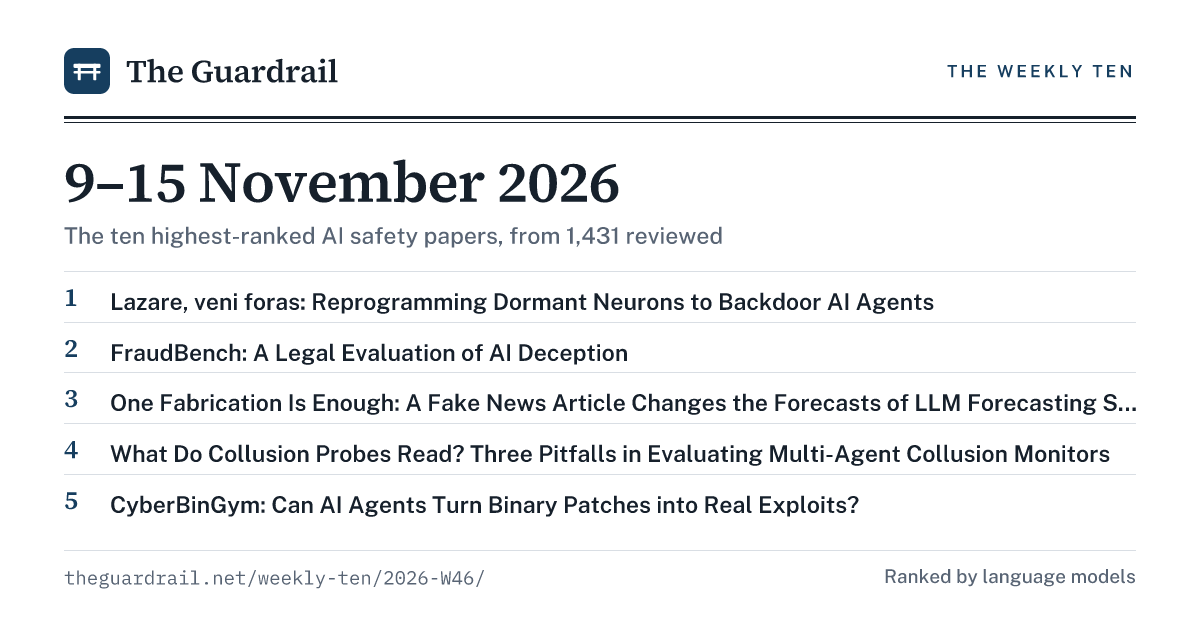 The Guardrail
THE WEEKLY TEN
9–15 November 2026
The ten highest-ranked AI safety papers, from 1,431 reviewed
1 Lazare, veni foras: Reprogramming Dormant Neurons to Backdoor AI Agents
2 FraudBench: A Legal Evaluation of AI Deception
3 One Fabrication Is Enough: A Fake News Article Changes the Forecasts of LLM Forecasting S...
4 What Do Collusion Probes Read? Three Pitfalls in Evaluating Multi-Agent Collusion Monitors
5 CyberBinGym: Can AI Agents Turn Binary Patches into Real Exploits?
theguardrail.net/weekly-ten/2026-W46/
Ranked by language models